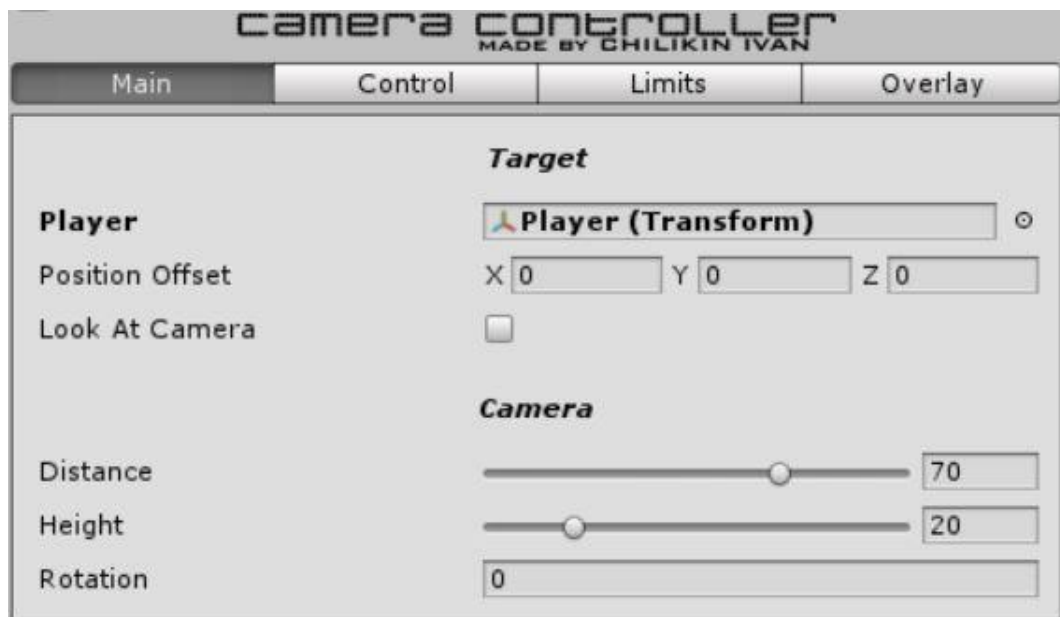 camera controller
MADE BY CHILIKIN IVAN
Main Control Limits Overlay
Target
Player Player (Transform)
Position Offset X 0 Y 0 Z 0
Look At Camera
Camera
Distance 70
Height 20
Rotation 0